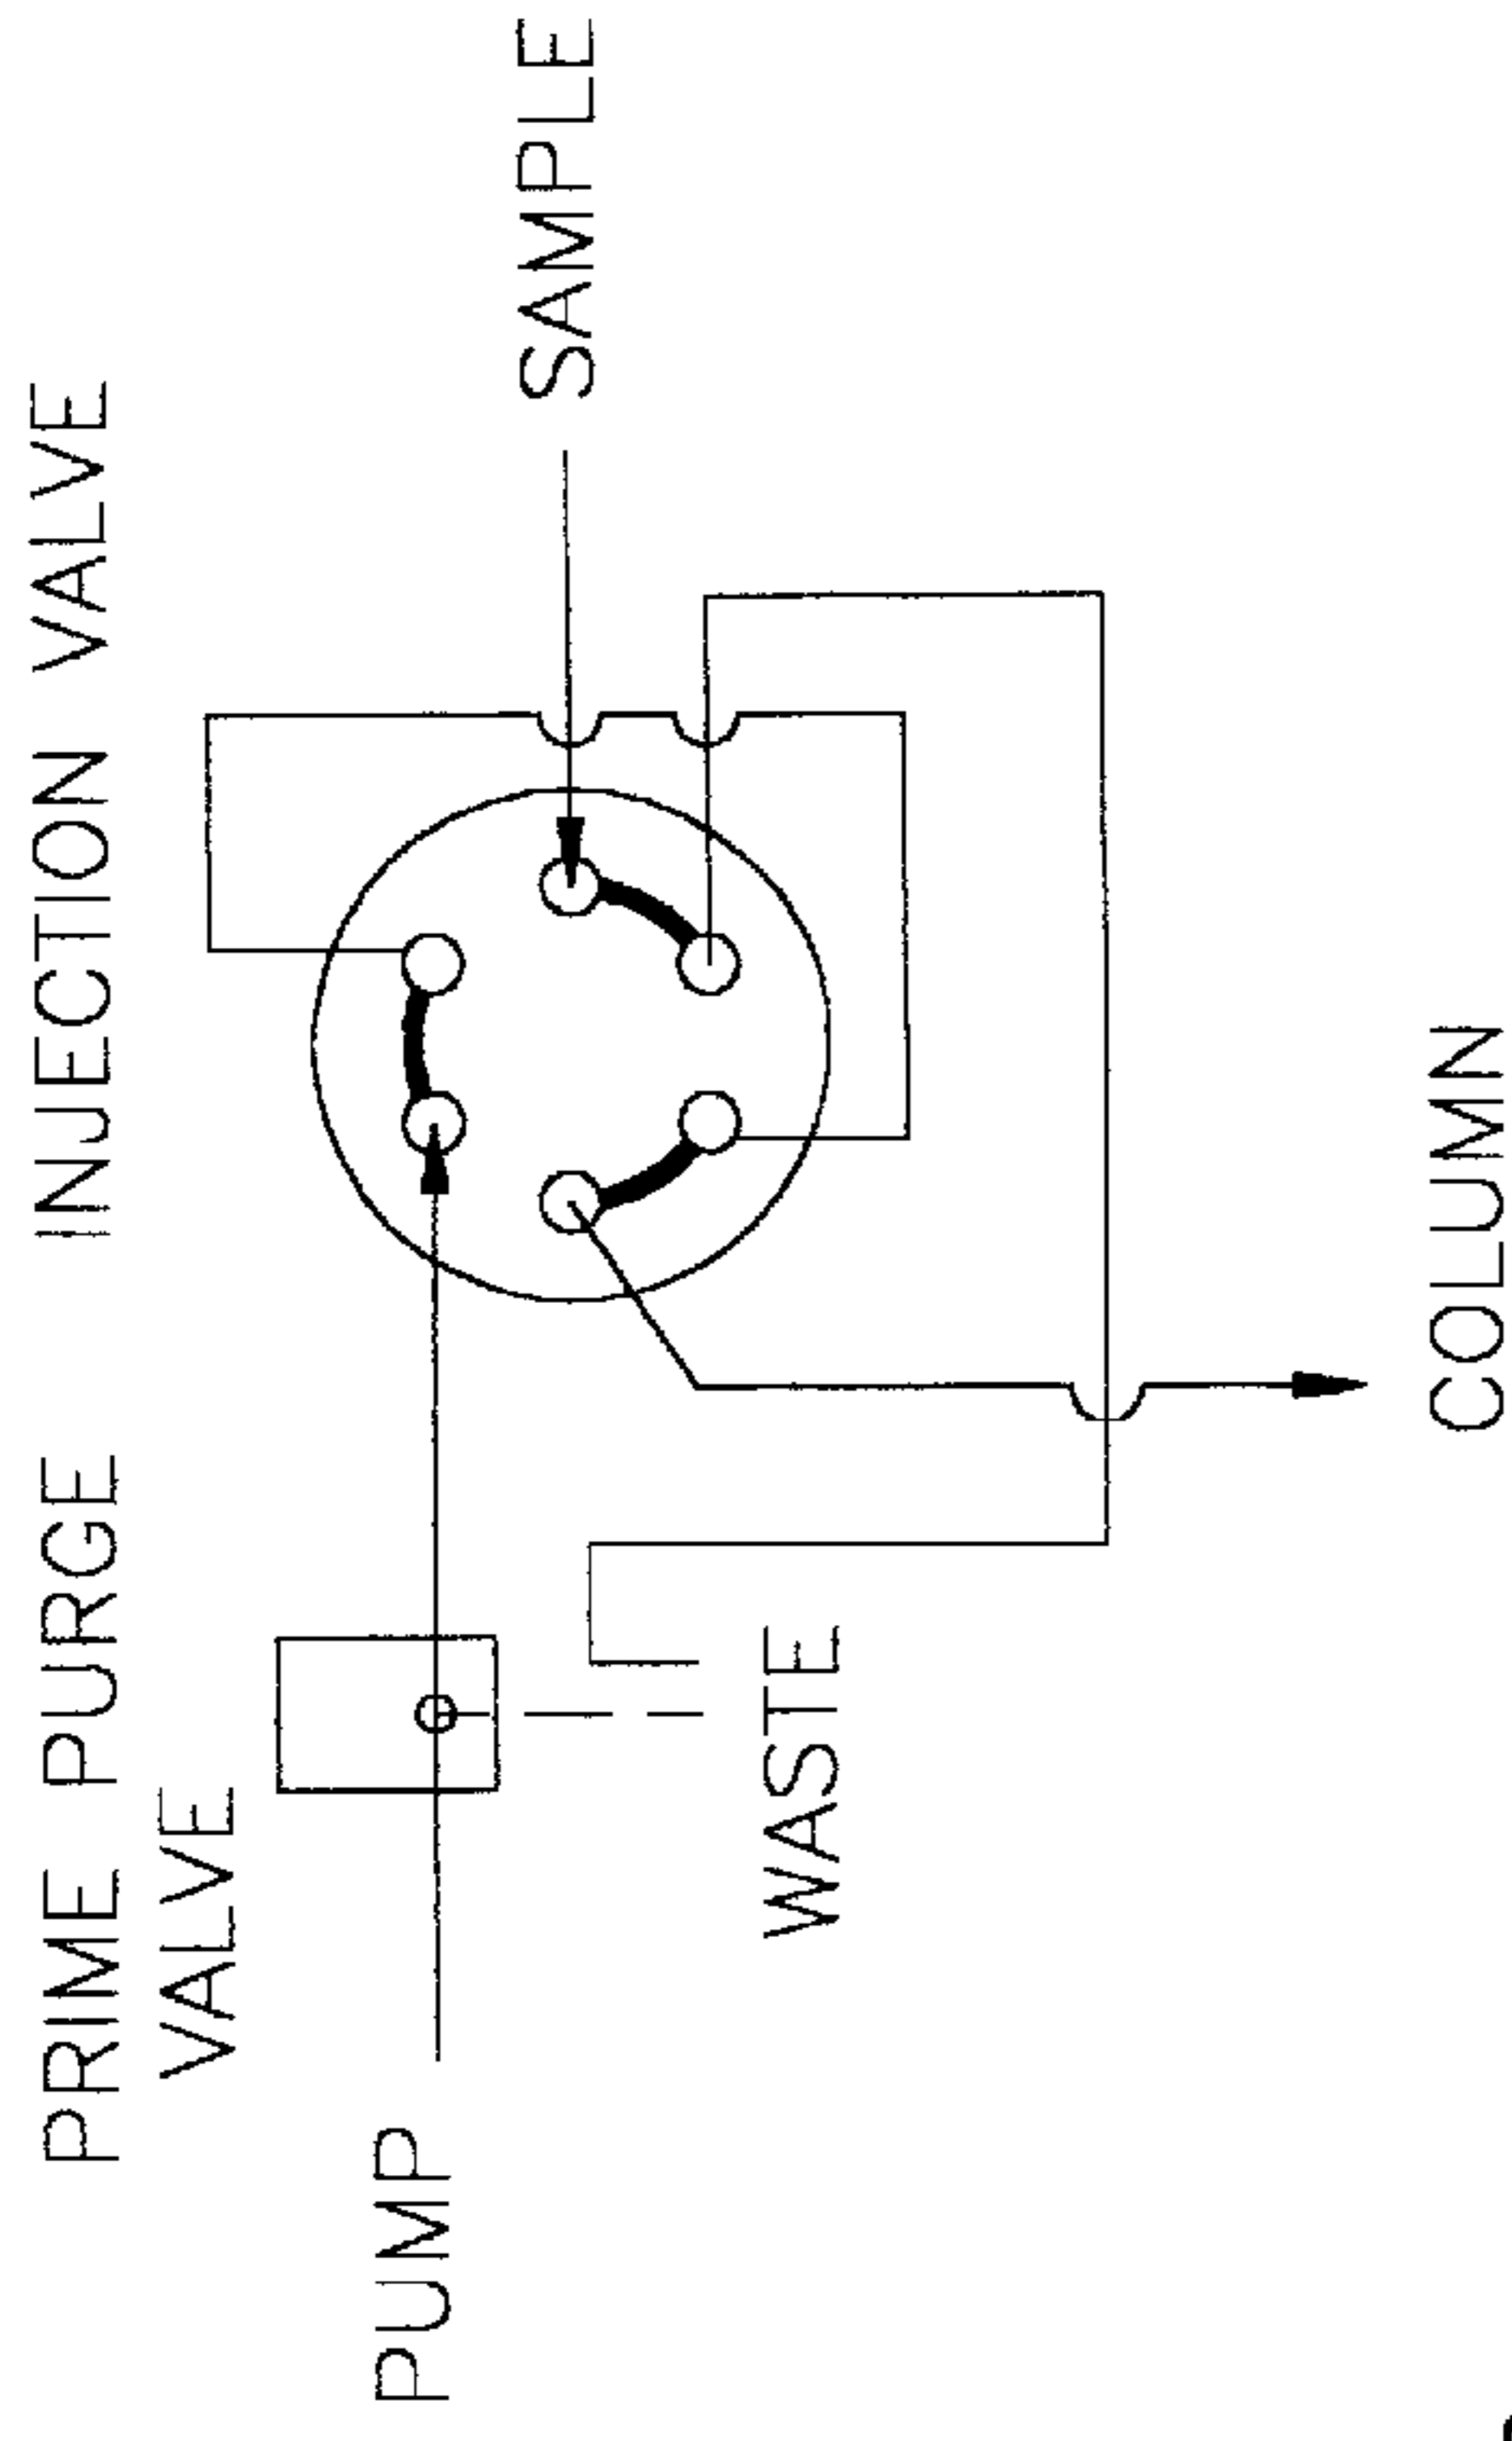 PRIME PURGE
VALVE
INJECTION VALVE
PUMP
SAMPLE
WASTE
COLUMN